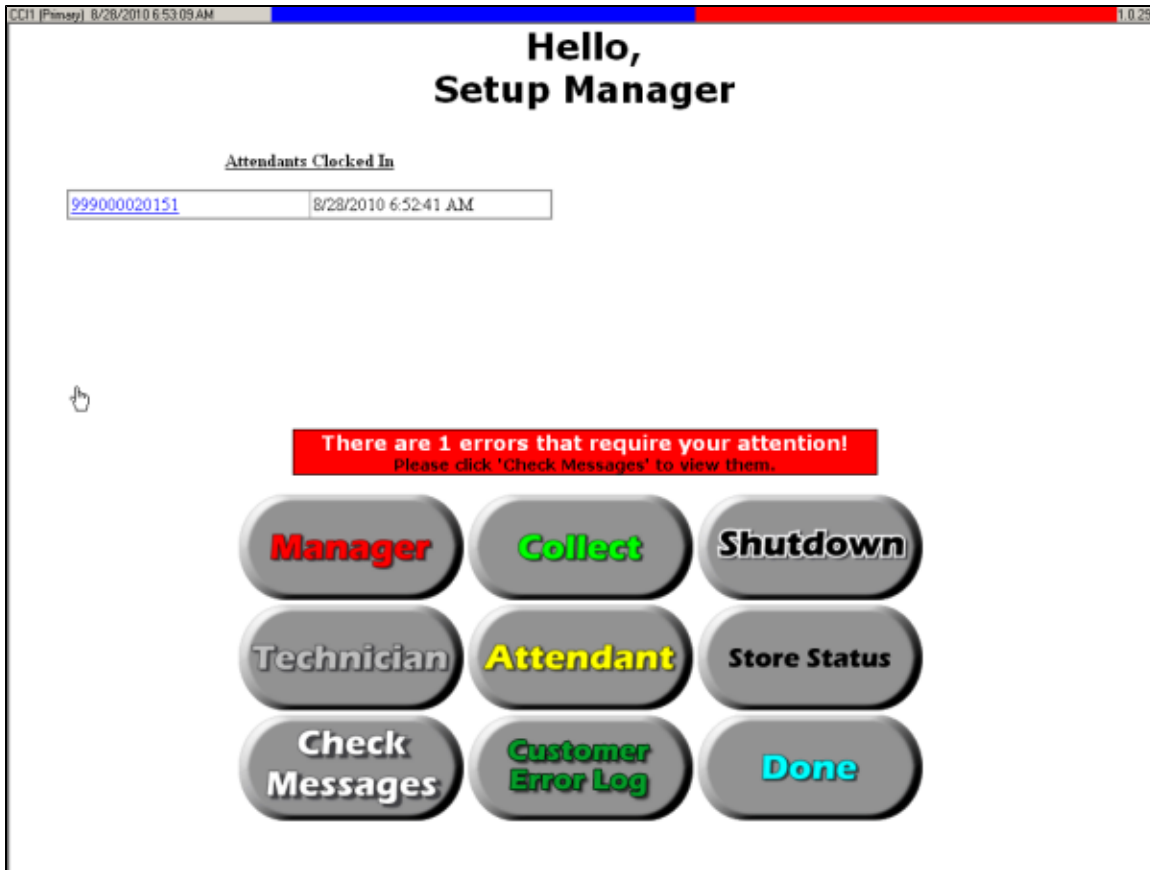 CCI1 (Primary) 8/28/2010 6:53:09 AM
1.0.25
Hello,
Setup Manager
Attendants Clocked In
999000020151 8/28/2010 6:52:41 AM
There are 1 errors that require your attention!
Please click 'Check Messages' to view them.
Manager Collect Shutdown
Technician Attendant Store Status
Check
Messages
Customer
Error Log
Done